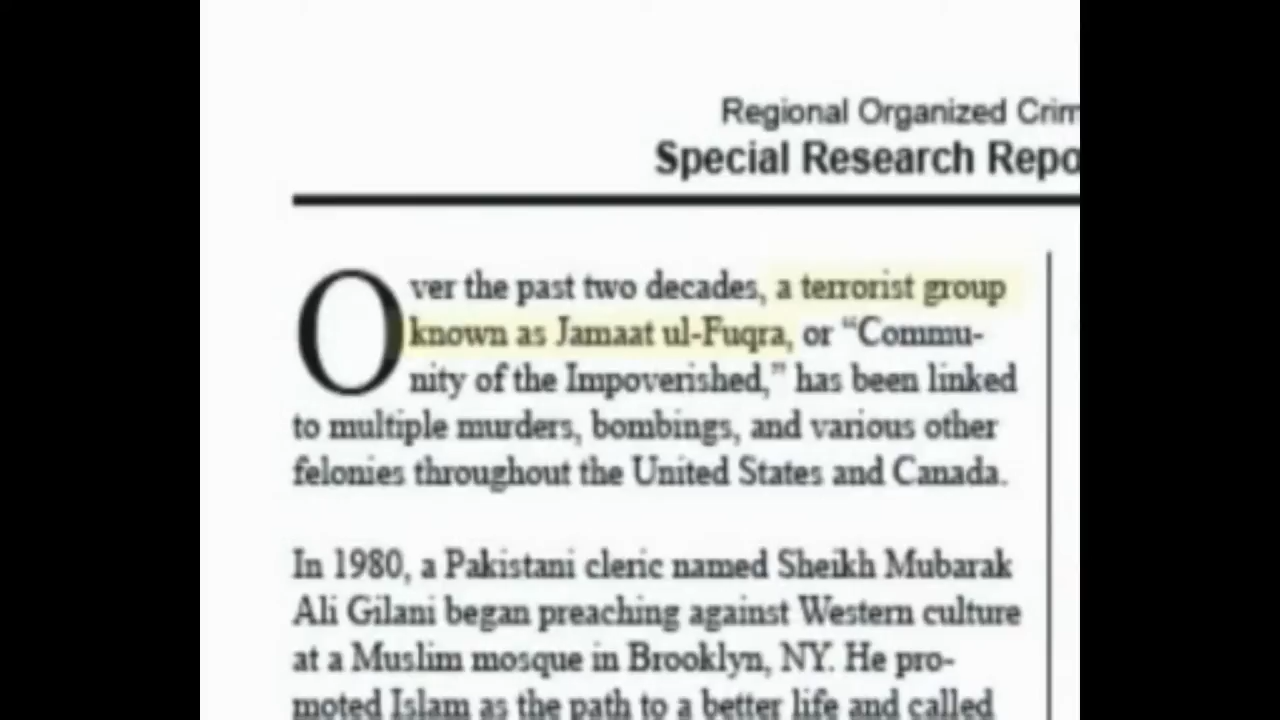 Regional Organized Crim
Special Research Repo
Over the past two decades, a terrorist group
known as Jamaat ul-Fuqra, or “Commu-
nity of the Impoverished,” has been linked
to multiple murders, bombings, and various other
felonies throughout the United States and Canada.
In 1980, a Pakistani cleric named Sheikh Mubarak
Ali Gilani began preaching against Western culture
at a Muslim mosque in Brooklyn, NY. He pro-
moted Islam as the path to a better life and called